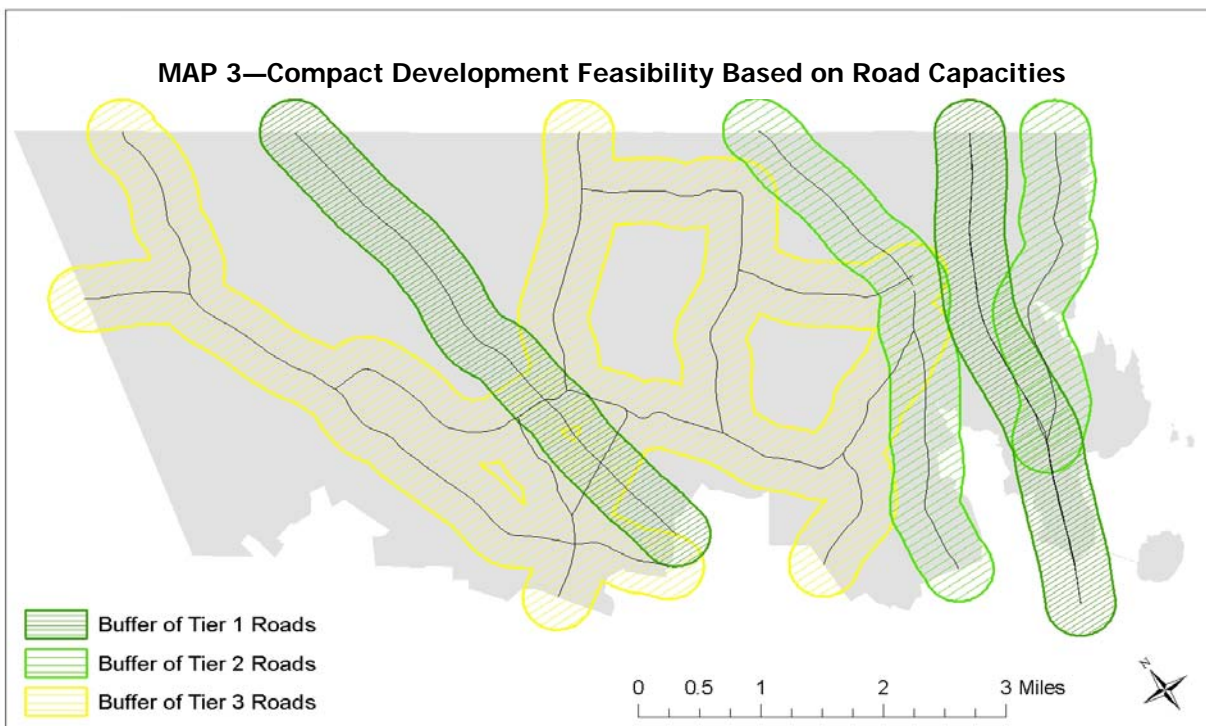 MAP 3—Compact Development Feasibility Based on Road Capacities
Buffer of Tier 1 Roads
Buffer of Tier 2 Roads
Buffer of Tier 3 Roads
0 0.5 1 2 3 Miles
N